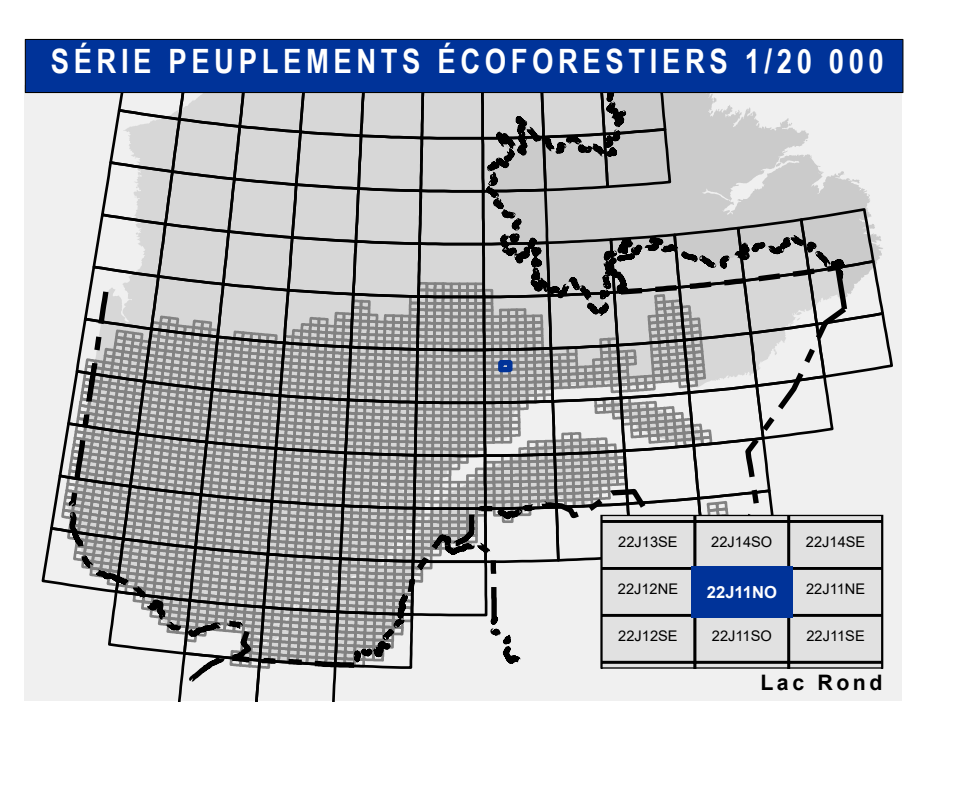 SÉRIE PEUPLEMENTS ÉCOFORESTIERS 1/20 000
22J13SE 22J14SO 22J14SE
22J12NE 22J11NO 22J11NE
22J12SE 22J11SO 22J11SE
Lac Rond